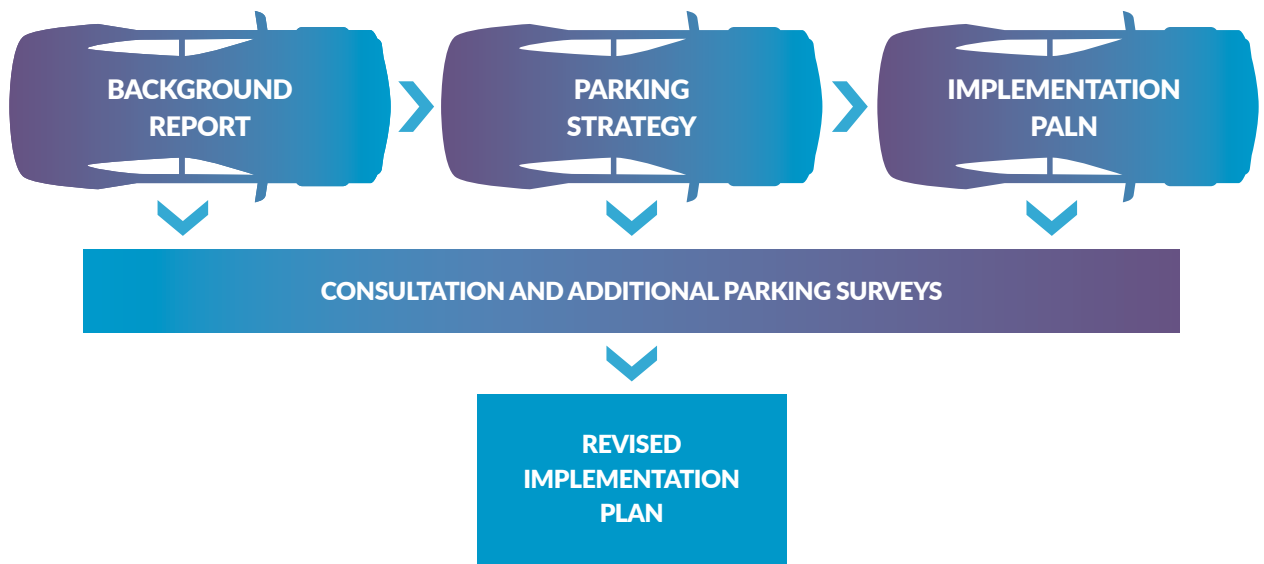 BACKGROUND
REPORT
PARKING
STRATEGY
IMPLEMENTATION
PALN
CONSULTATION AND ADDITIONAL PARKING SURVEYS
REVISED
IMPLEMENTATION
PLAN